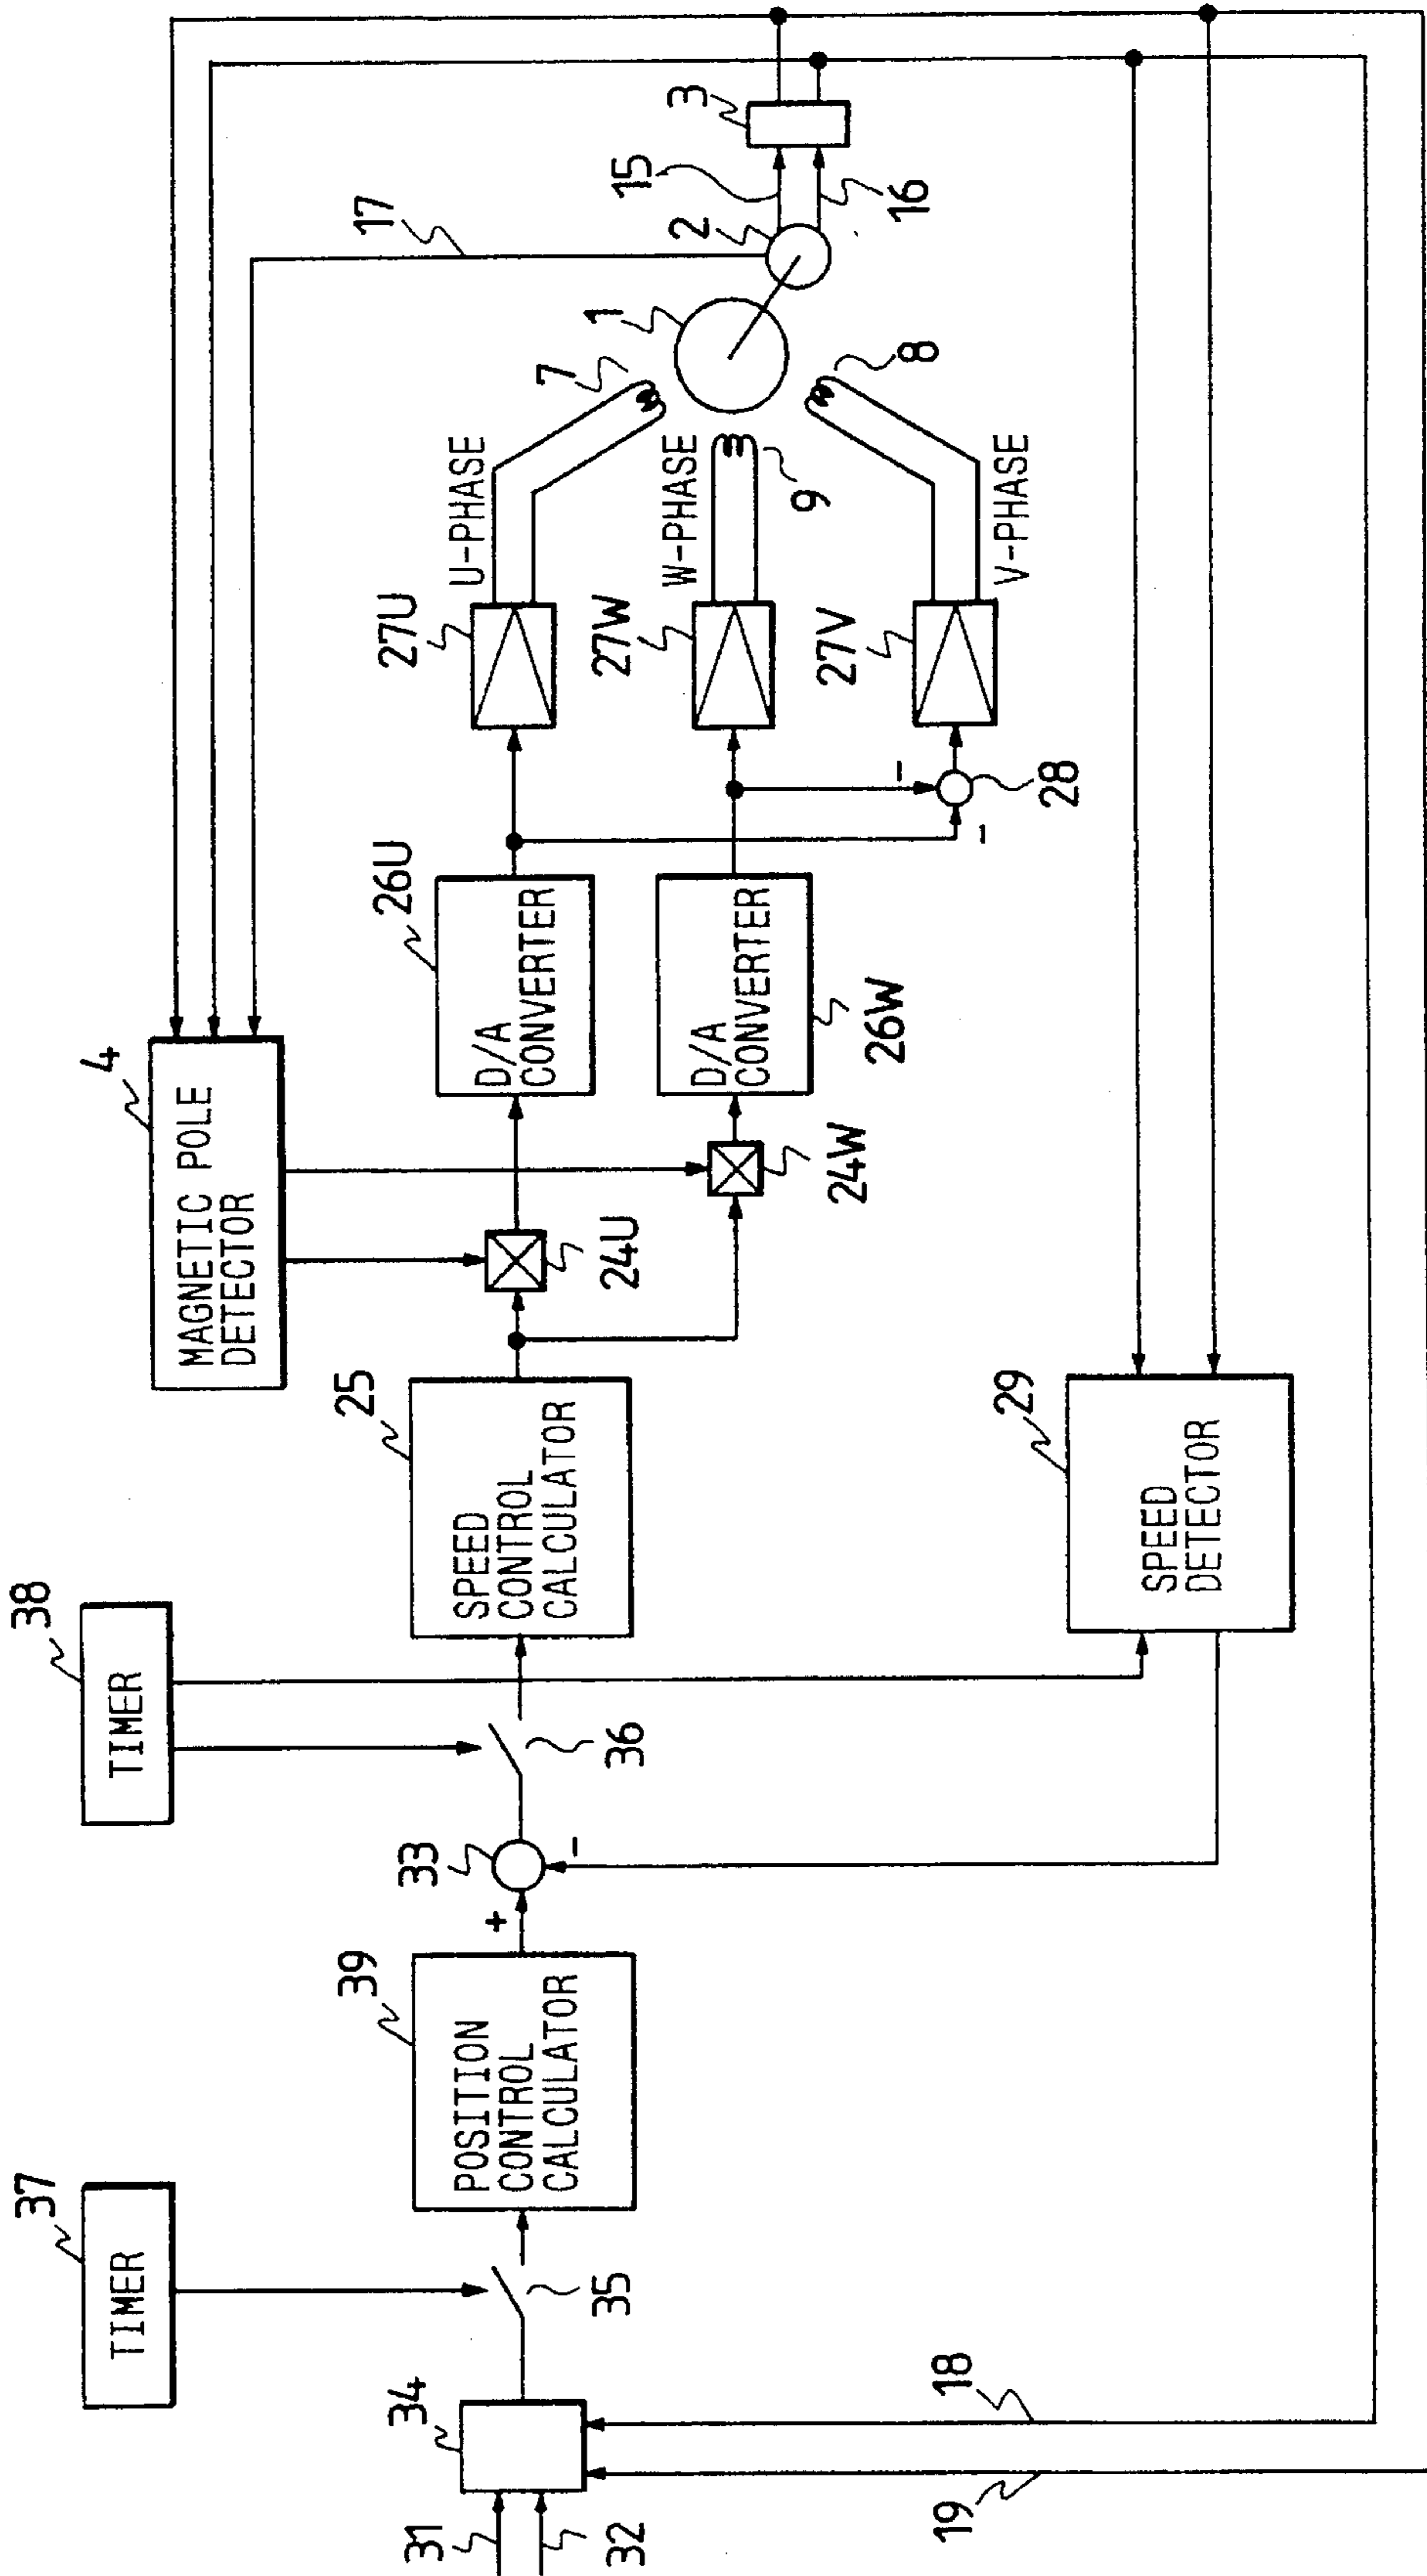 37
TIMER
38
TIMER
4
MAGNETIC POLE
DETECTOR
17
31
32
34
35
39
POSITION
CONTROL
CALCULATOR
+
33
-
36
25
SPEED
CONTROL
CALCULATOR
24U
24W
26U
D/A
CONVERTER
26W
D/A
CONVERTER
27U
U-PHASE
27W
W-PHASE
27V
V-PHASE
-
-
28
7
9
8
1
2
15
16
3
29
SPEED
DETECTOR
18
19